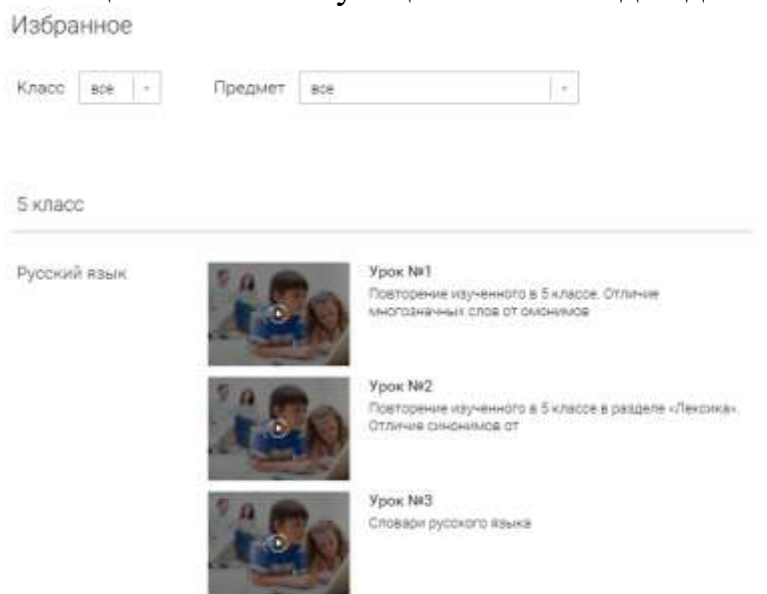 Избранное
Класс все Предмет все
5 класс
Русский язык
Урок №1
Повторение изученного в 5 классе. Отличие
многозначных слов от омонимов
Урок №2
Повторение изученного в 5 классе в разделе «Лексика».
Отличие синонимов от
Урок №3
Словари русского языка